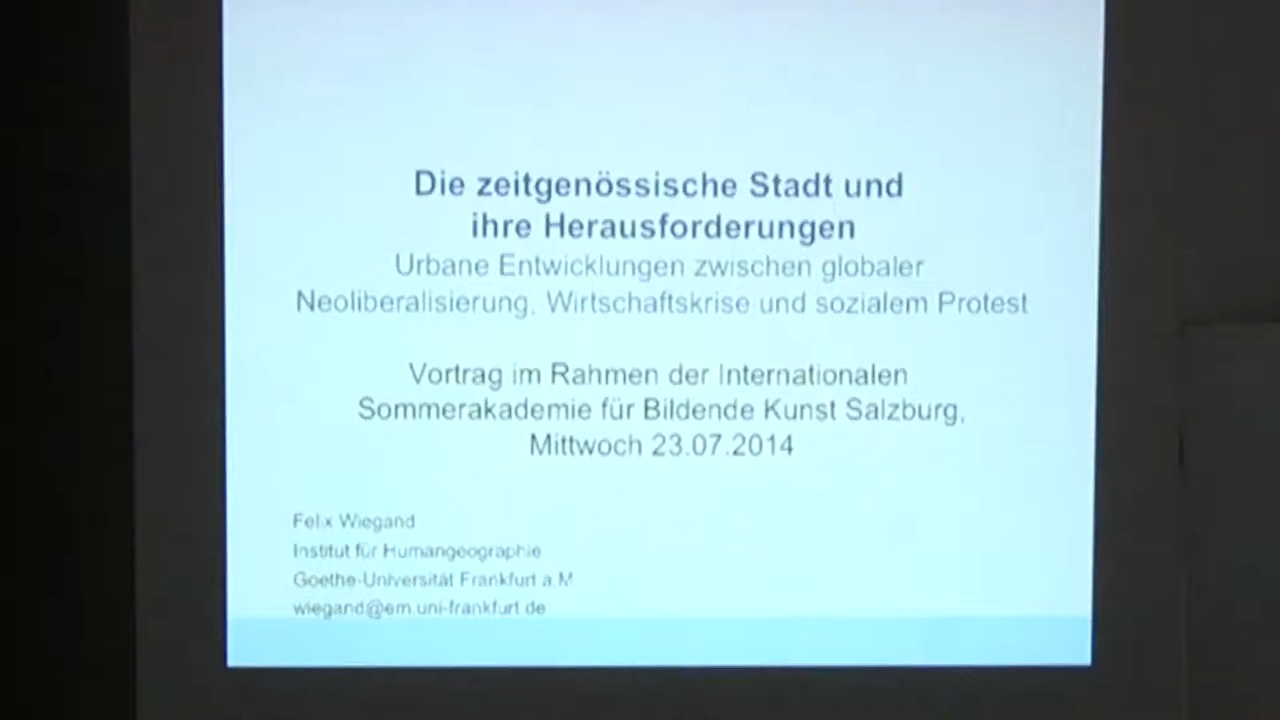 Die zeitgenössische Stadt und
ihre Herausforderungen
Urbane Entwicklungen zwischen globaler
Neoliberalisierung, Wirtschaftskrise und sozialem Protest
Vortrag im Rahmen der Internationalen
Sommerakademie für Bildende Kunst Salzburg,
Mittwoch 23.07.2014
Felix Wiegand
Institut für Humangeographie
Goethe-Universität Frankfurt a.M.
wiegand@em.uni-frankfurt.de